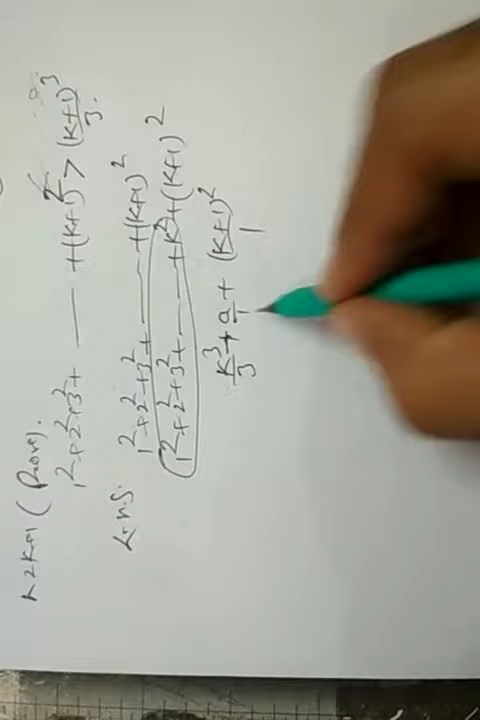 n=k+1 (Prove).
1²+2²+3²+ —— +(k+1)² > (k+1)³/3.
L.H.S. 1²+2²+3²+ —— +(k+1)²
1²+2²+3²+ —— +k²+(k+1)²
k³/3 + a/1 + (k+1)²/1